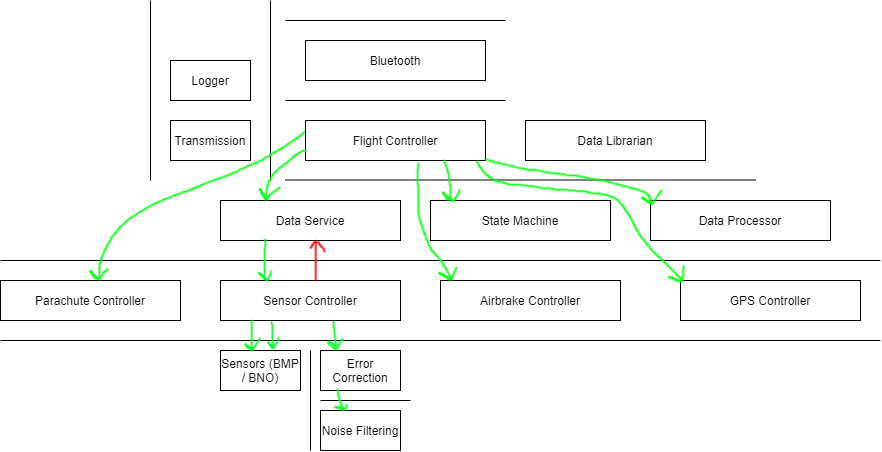 Bluetooth
Logger
Transmission
Flight Controller
Data Librarian
Data Service
State Machine
Data Processor
Parachute Controller
Sensor Controller
Airbrake Controller
GPS Controller
Sensors (BMP
/ BNO)
Error
Correction
Noise Filtering